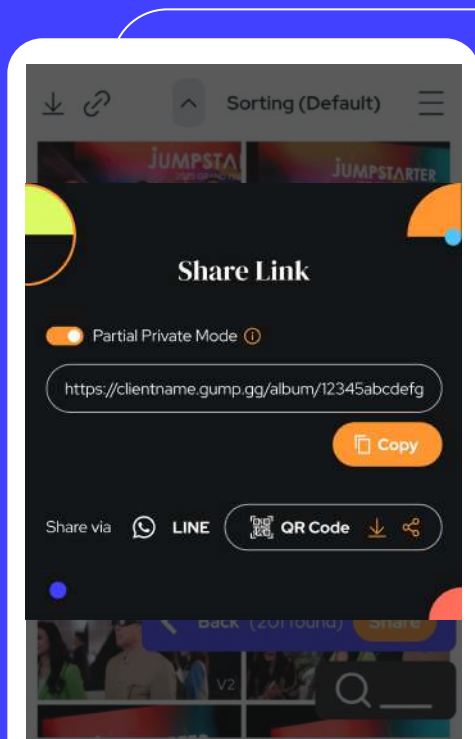 Sorting (Default)
JUMPSTA
JUMPSTARTER
Share Link
Partial Private Mode
https://clientname.gump.gg/album/12345abcdefg
Copy
Share via LINE QR Code
Back (201 found) Share
V2